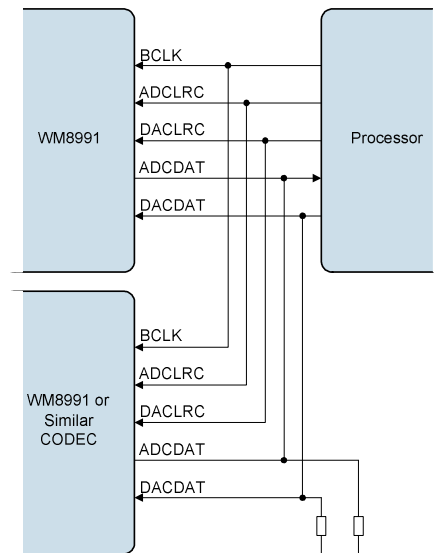 BCLK
ADCLRC
WM8991
DACLRC
Processor
ADCDAT
DACDAT
BCLK
ADCLRC
WM8991 or
Similar
CODEC
DACLRC
ADCDAT
DACDAT